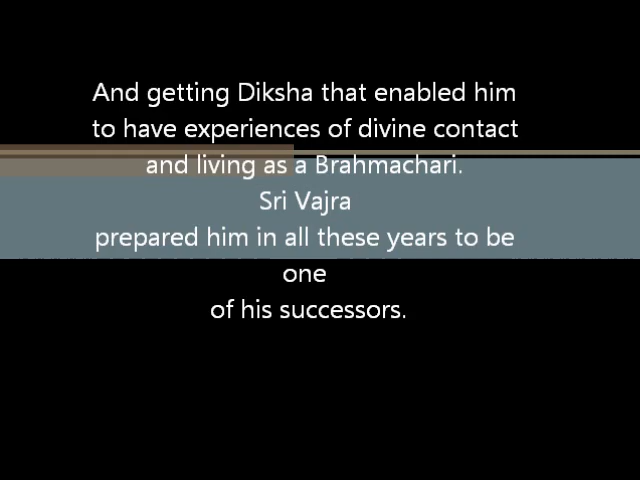 And getting Diksha that enabled him
to have experiences of divine contact
and living as a Brahmachari.
Sri Vajra
prepared him in all these years to be
one
of his successors.